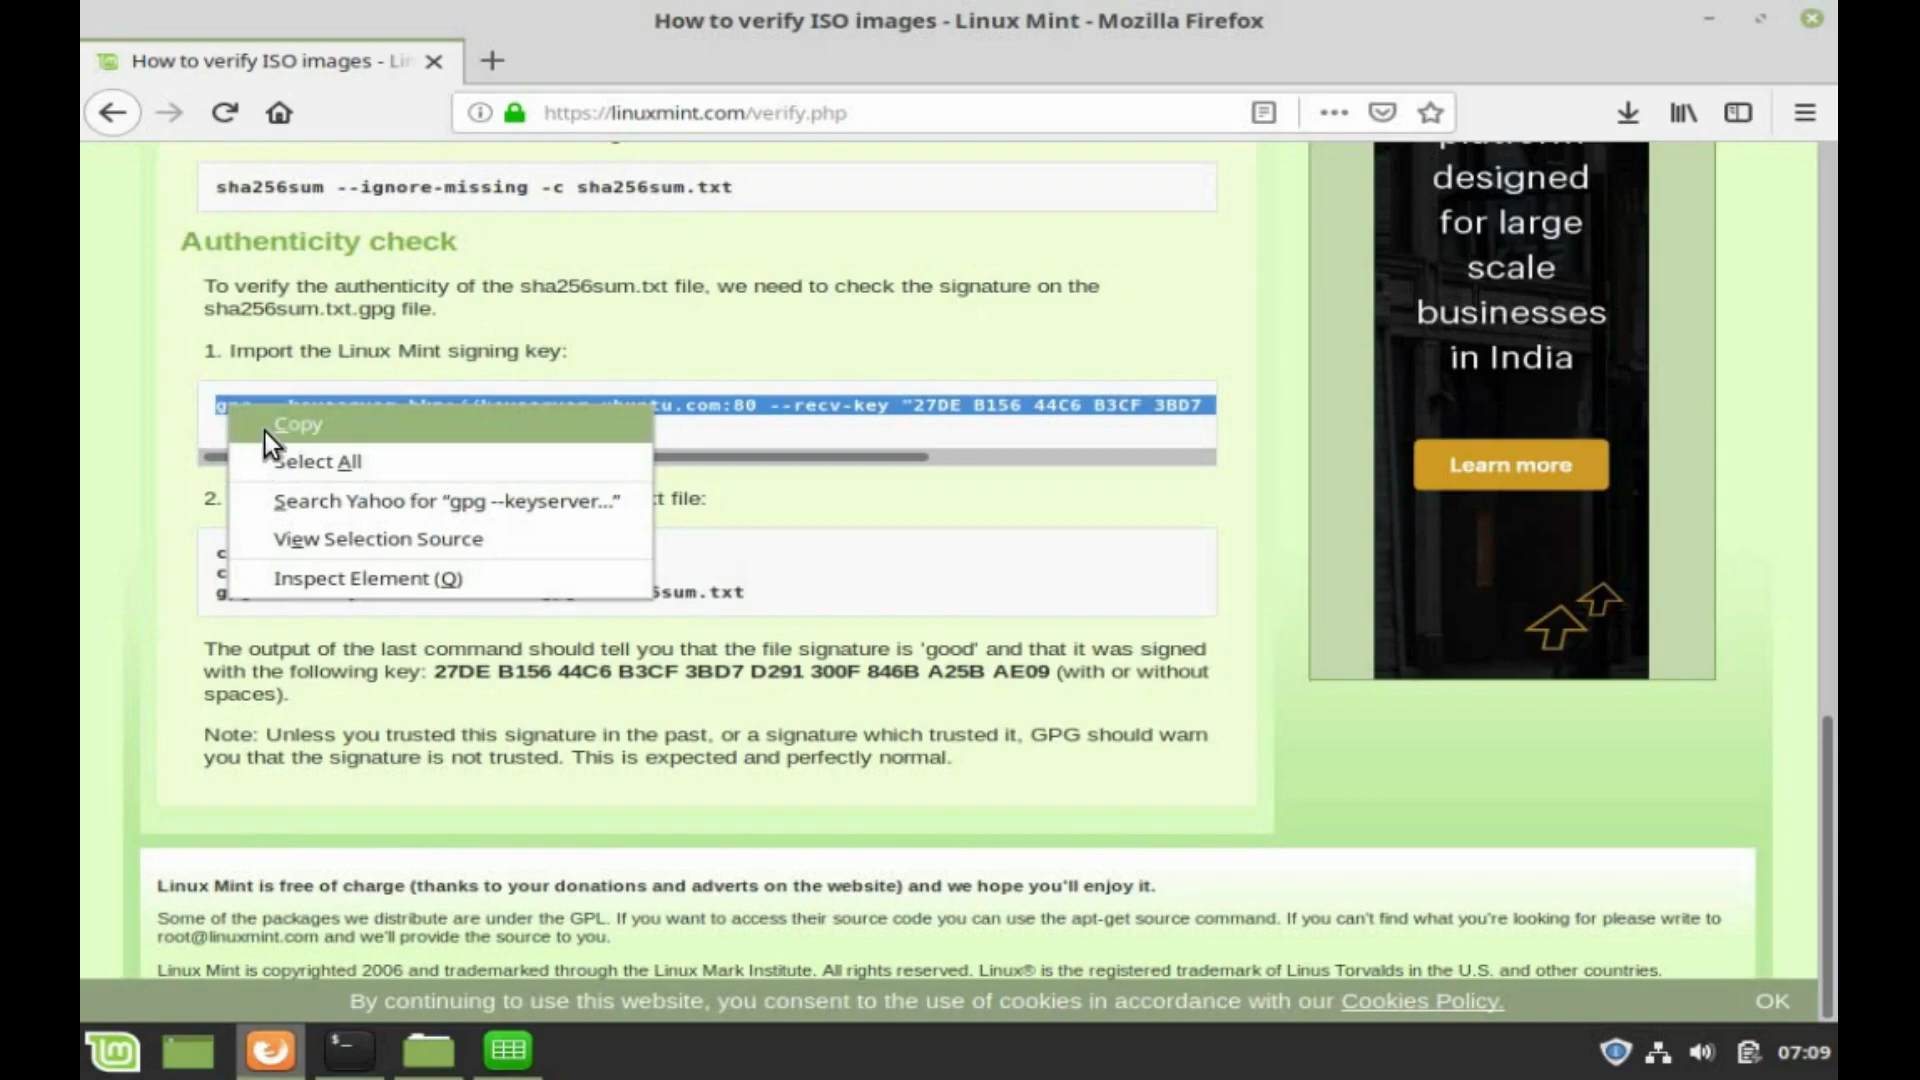 How to verify ISO images - Linux Mint - Mozilla Firefox
How to verify ISO images - Lin
https://linuxmint.com/verify.php
sha256sum --ignore-missing -c sha256sum.txt
Authenticity check
To verify the authenticity of the sha256sum.txt file, we need to check the signature on the
sha256sum.txt.gpg file.
1. Import the Linux Mint signing key:
u.com:80 --recv-key "27DE B156 44C6 B3CF 3BD7
Copy
Select All
Search Yahoo for “gpg --keyserver...”
View Selection Source
Inspect Element (Q)
2.
t file:
sum.txt
The output of the last command should tell you that the file signature is 'good' and that it was signed
with the following key: 27DE B156 44C6 B3CF 3BD7 D291 300F 846B A25B AE09 (with or without
spaces).
Note: Unless you trusted this signature in the past, or a signature which trusted it, GPG should warn
you that the signature is not trusted. This is expected and perfectly normal.
designed
for large
scale
businesses
in India
Learn more
Linux Mint is free of charge (thanks to your donations and adverts on the website) and we hope you'll enjoy it.
Some of the packages we distribute are under the GPL. If you want to access their source code you can use the apt-get source command. If you can't find what you're looking for please write to
root@linuxmint.com and we'll provide the source to you.
Linux Mint is copyrighted 2006 and trademarked through the Linux Mark Institute. All rights reserved. Linux® is the registered trademark of Linus Torvalds in the U.S. and other countries.
By continuing to use this website, you consent to the use of cookies in accordance with our Cookies Policy.
OK
07:09